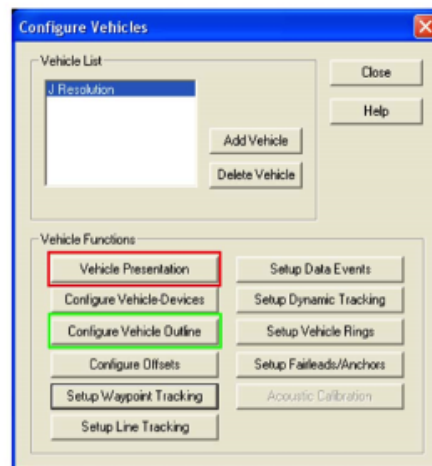 Configure Vehicles
Vehicle List
J Resolution
Close
Help
Add Vehicle
Delete Vehicle
Vehicle Functions
Vehicle Presentation
Setup Data Events
Configure Vehicle-Devices
Setup Dynamic Tracking
Configure Vehicle Outline
Setup Vehicle Rings
Configure Offsets
Setup Fairleads/Anchors
Setup Waypoint Tracking
Acoustic Calibration
Setup Line Tracking